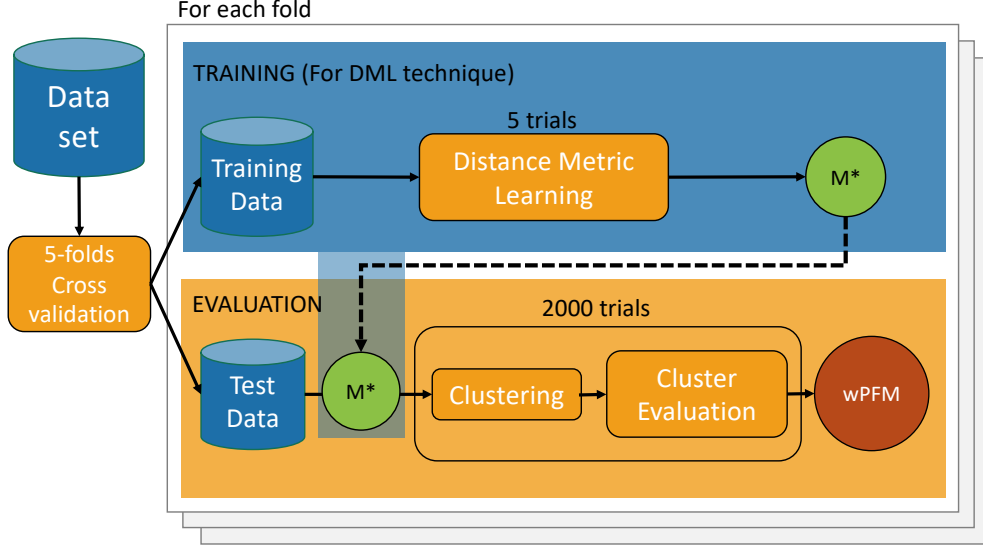 For each fold
Data
set
5-folds
Cross
validation
TRAINING (For DML technique)
Training
Data
5 trials
Distance Metric
Learning
M*
EVALUATION
Test
Data
M*
2000 trials
Clustering
Cluster
Evaluation
wPFM